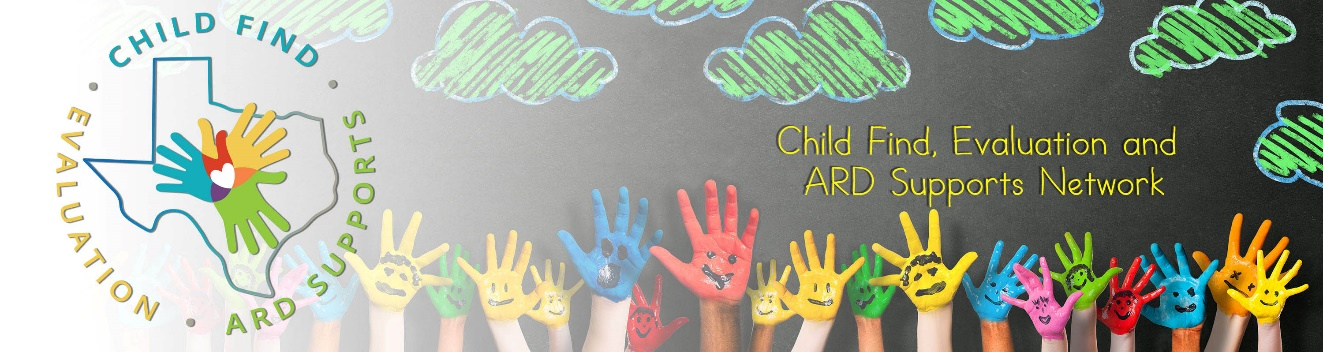 CHILD FIND
EVALUATION
ARD SUPPORTS
Child Find, Evaluation and
ARD Supports Network